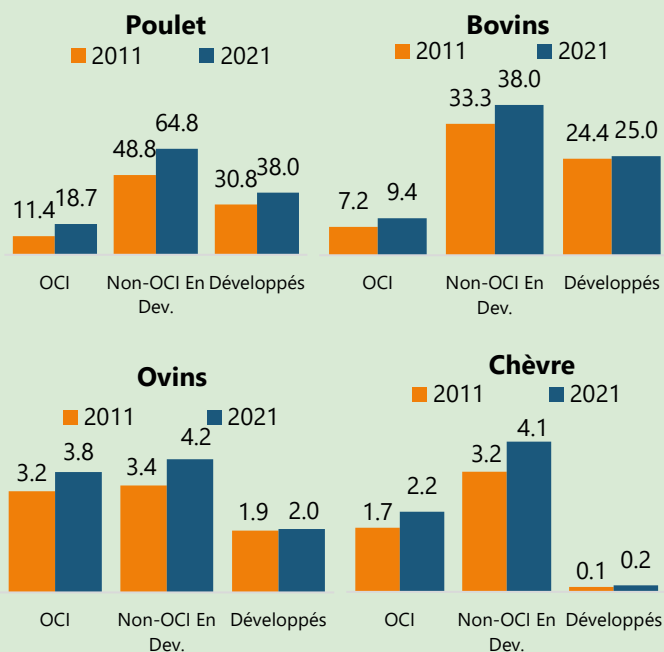 Poulet
2011 2021
11.4 18.7 48.8 64.8 30.8 38.0
OCI Non-OCI En Développés
Dev.
Bovins
2011 2021
7.2 9.4 33.3 38.0 24.4 25.0
OCI Non-OCI En Développés
Dev.
Ovins
2011 2021
3.2 3.8 3.4 4.2 1.9 2.0
OCI Non-OCI En Développés
Dev.
Chèvre
2011 2021
1.7 2.2 3.2 4.1 0.1 0.2
OCI Non-OCI En Développés
Dev.